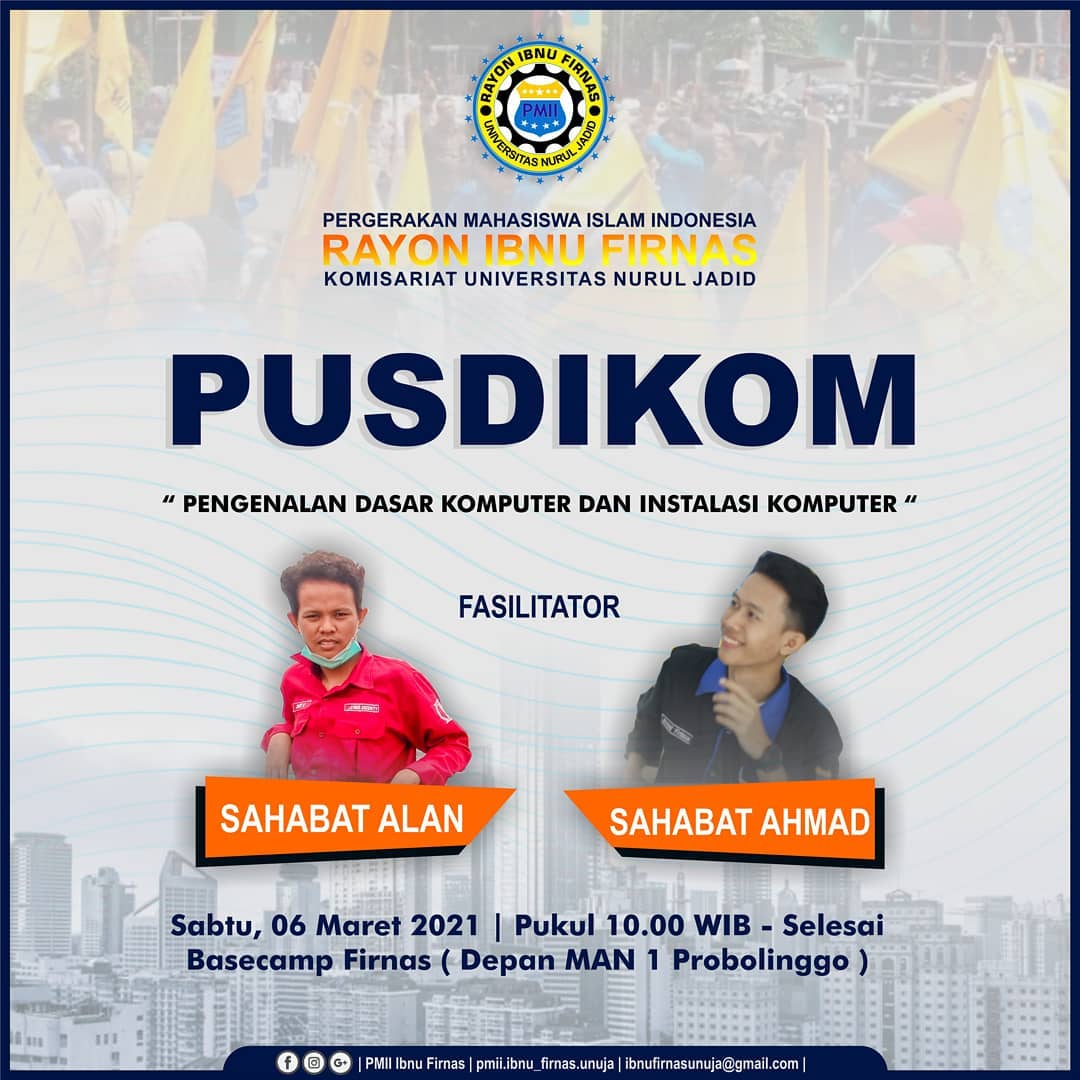 RAYON IBNU FIRNAS
PMII
UNIVERSITAS NURUL JADID
PERGERAKAN MAHASISWA ISLAM INDONESIA
RAYON IBNU FIRNAS
KOMISARIAT UNIVERSITAS NURUL JADID
PUSDIKOM
“ PENGENALAN DASAR KOMPUTER DAN INSTALASI KOMPUTER “
FASILITATOR
SAHABAT ALAN
SAHABAT AHMAD
Sabtu, 06 Maret 2021 | Pukul 10.00 WIB - Selesai
Basecamp Firnas ( Depan MAN 1 Probolinggo )
| PMII Ibnu Firnas | pmii.ibnu_firnas.unuja | ibnufirnasunuja@gmail.com |